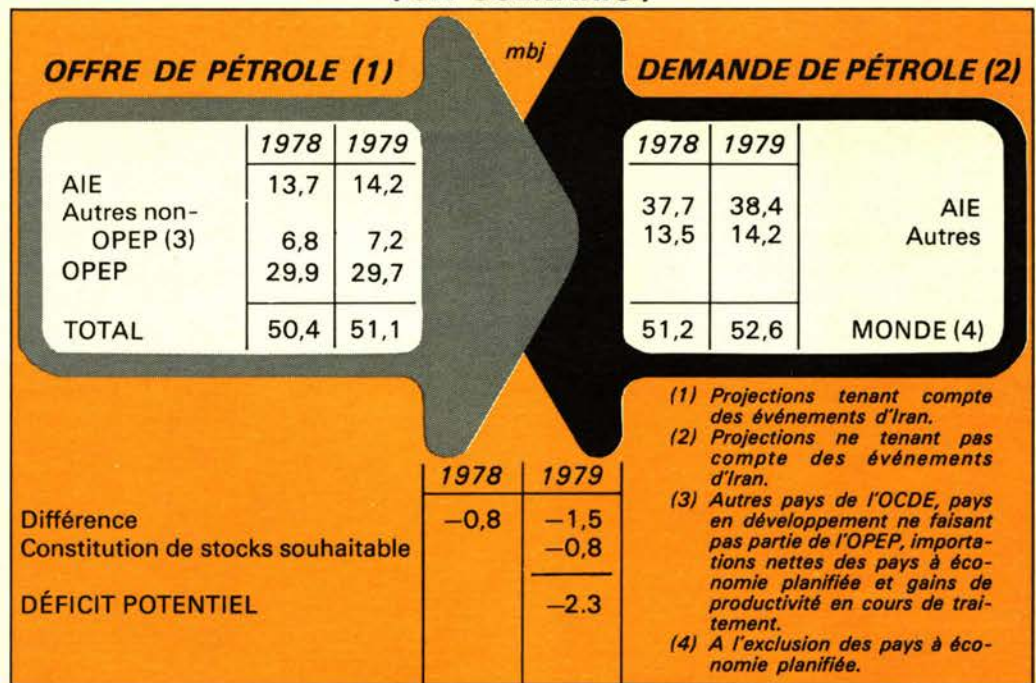 mbj
OFFRE DE PÉTROLE (1)
1978 1979
AIE 13,7 14,2
Autres non-
OPEP (3) 6,8 7,2
OPEP 29,9 29,7
TOTAL 50,4 51,1
DEMANDE DE PÉTROLE (2)
1978 1979
37,7 38,4 AIE
13,5 14,2 Autres
51,2 52,6 MONDE (4)
1978 1979
Différence −0,8 −1,5
Constitution de stocks souhaitable −0,8
DÉFICIT POTENTIEL −2.3
(1) Projections tenant compte
des événements d'Iran.
(2) Projections ne tenant pas
compte des événements
d'Iran.
(3) Autres pays de l'OCDE, pays
en développement ne faisant
pas partie de l'OPEP, importa-
tions nettes des pays à éco-
nomie planifiée et gains de
productivité en cours de trai-
tement.
(4) A l'exclusion des pays à éco-
nomie planifiée.